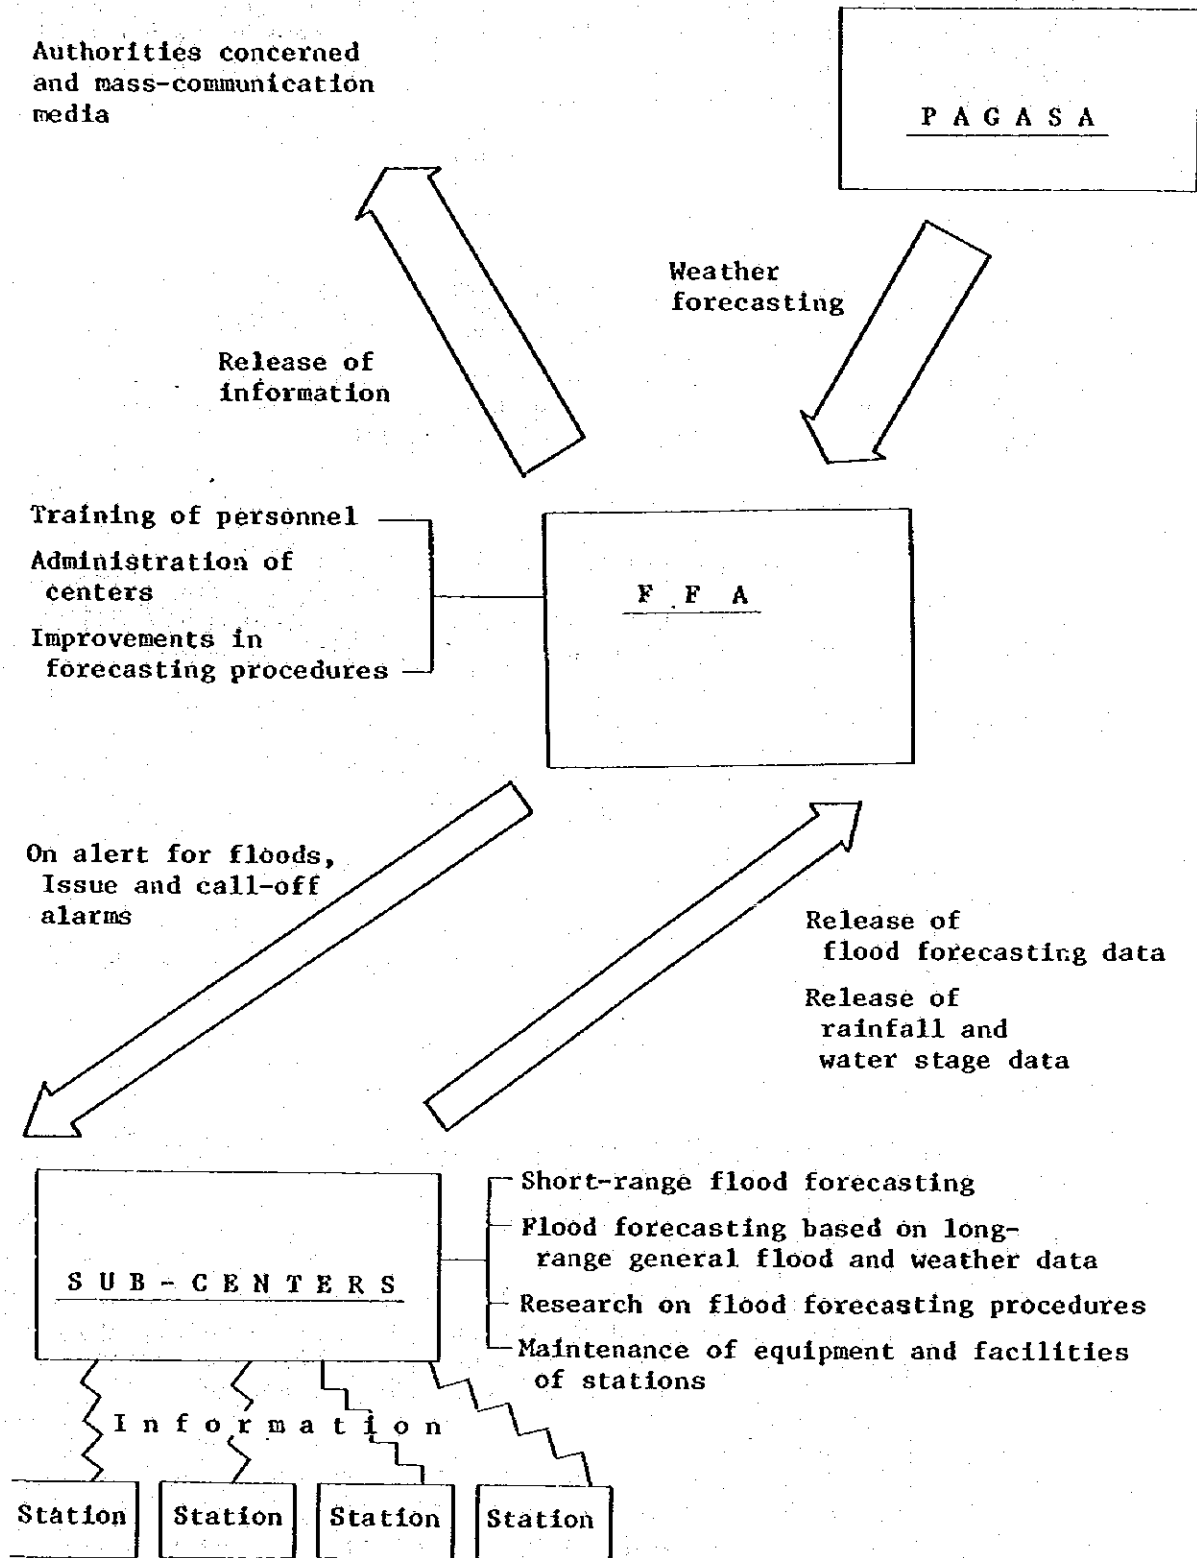 Authorities concerned
and mass-communication
media
P A G A S A
Weather
forecasting
Release of
information
Training of personnel
Administration of
centers
Improvements in
forecasting procedures
F F A
On alert for floods,
Issue and call-off
alarms
Release of
flood forecasting data
Release of
rainfall and
water stage data
S U B - C E N T E R S
Short-range flood forecasting
Flood forecasting based on long-
range general flood and weather data
Research on flood forecasting procedures
Maintenance of equipment and facilities
of stations
I n f o r m a t i o n
Station
Station
Station
Station